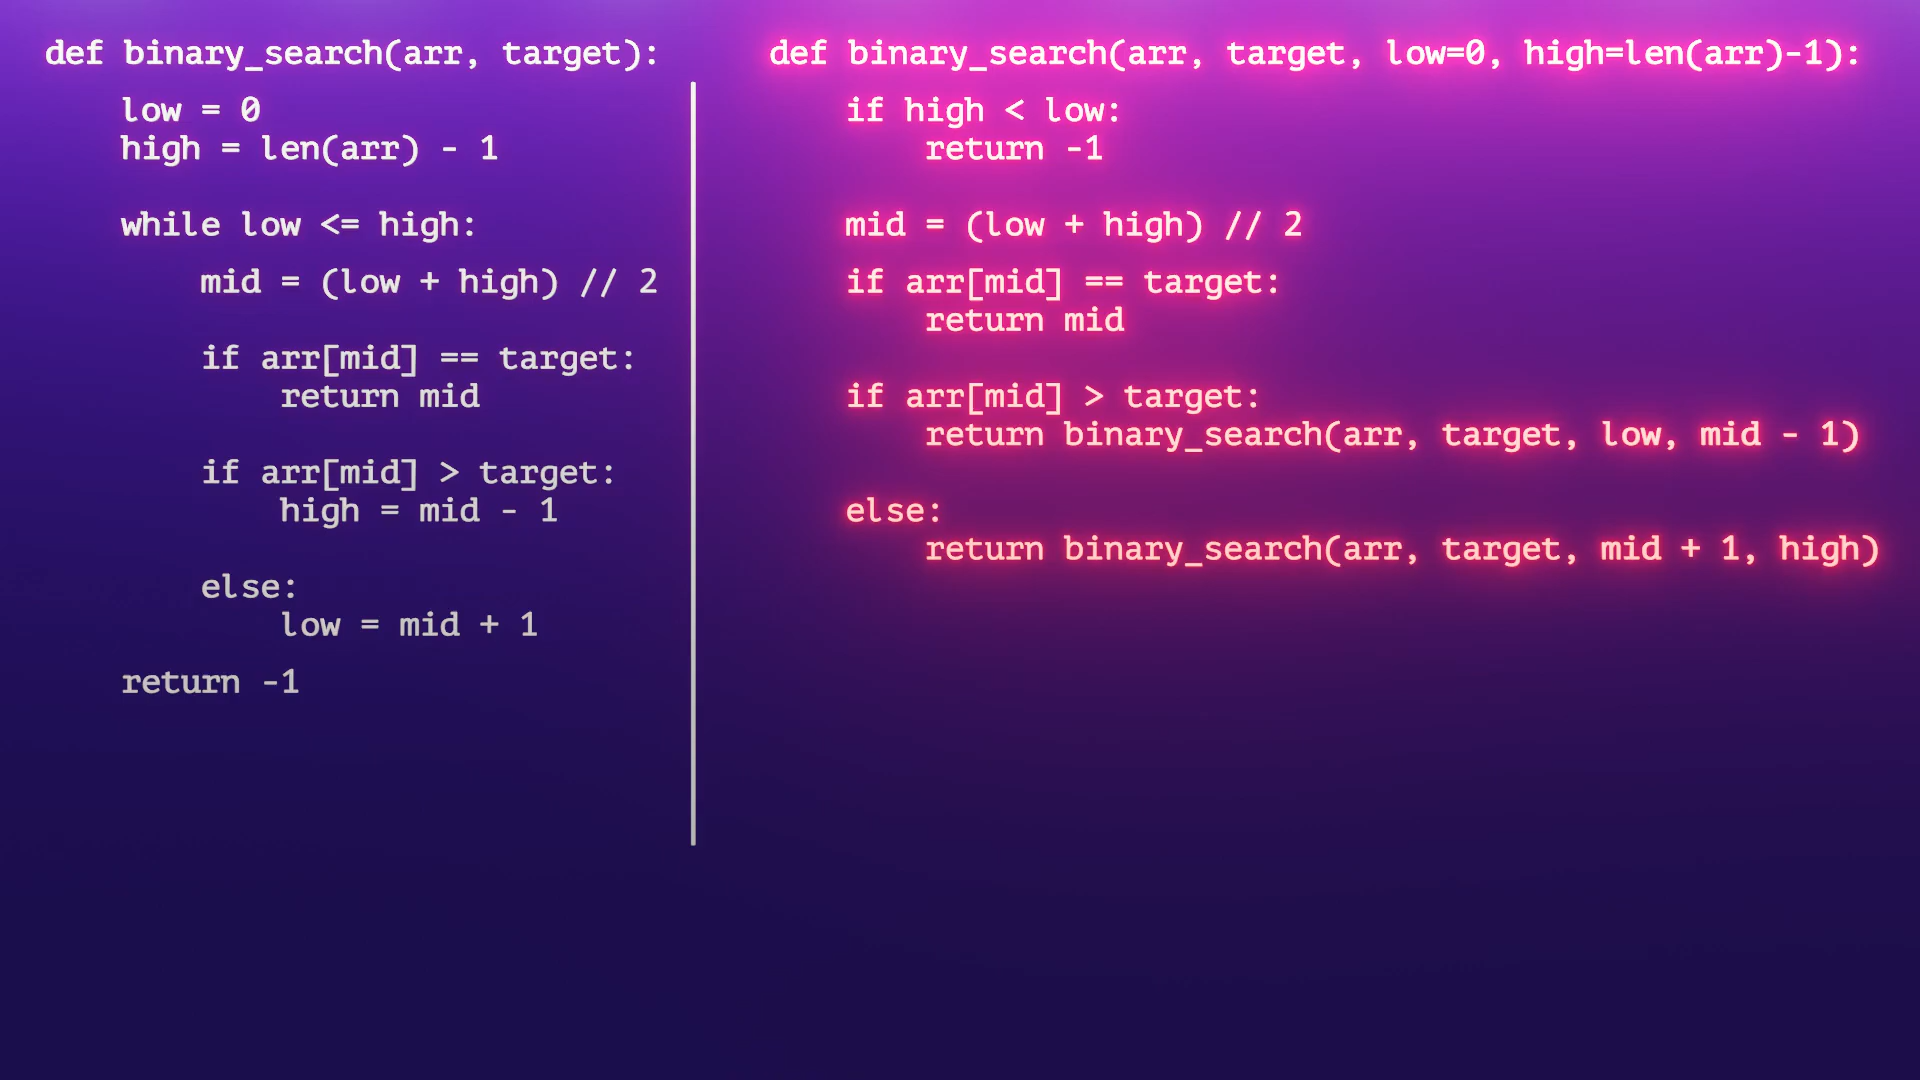 def binary_search(arr, target):
    low = 0
    high = len(arr) - 1
    while low <= high:
        mid = (low + high) // 2
        if arr[mid] == target:
            return mid
        if arr[mid] > target:
            high = mid - 1
        else:
            low = mid + 1
    return -1
def binary_search(arr, target, low=0, high=len(arr)-1):
    if high < low:
        return -1
    mid = (low + high) // 2
    if arr[mid] == target:
        return mid
    if arr[mid] > target:
        return binary_search(arr, target, low, mid - 1)
    else:
        return binary_search(arr, target, mid + 1, high)